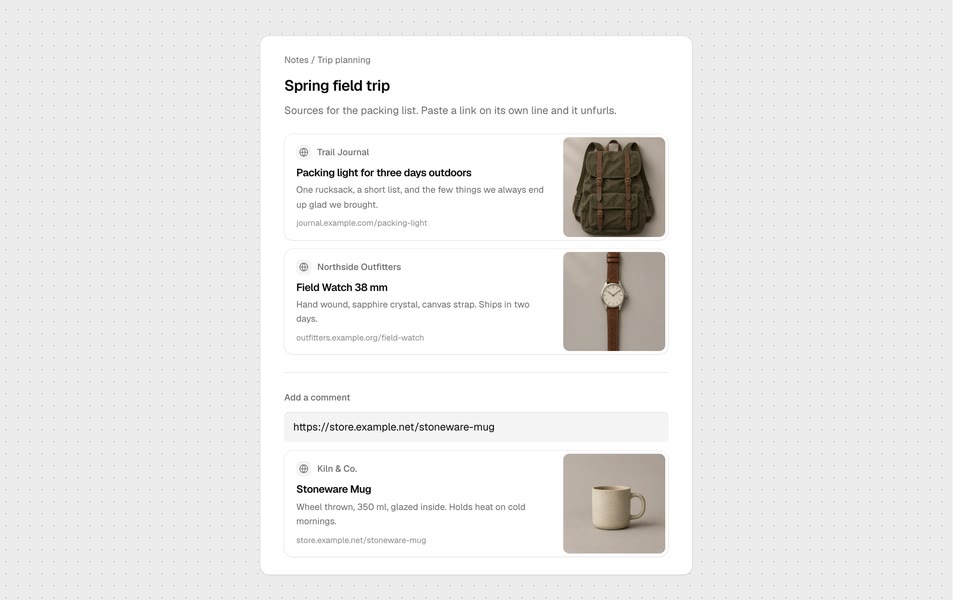 Notes / Trip planning
Spring field trip
Sources for the packing list. Paste a link on its own line and it unfurls.
Trail Journal
Packing light for three days outdoors
One rucksack, a short list, and the few things we always end
up glad we brought.
journal.example.com/packing-light
Northside Outfitters
Field Watch 38 mm
Hand wound, sapphire crystal, canvas strap. Ships in two
days.
outfitters.example.org/field-watch
Add a comment
https://store.example.net/stoneware-mug
Kiln & Co.
Stoneware Mug
Wheel thrown, 350 ml, glazed inside. Holds heat on cold
mornings.
store.example.net/stoneware-mug